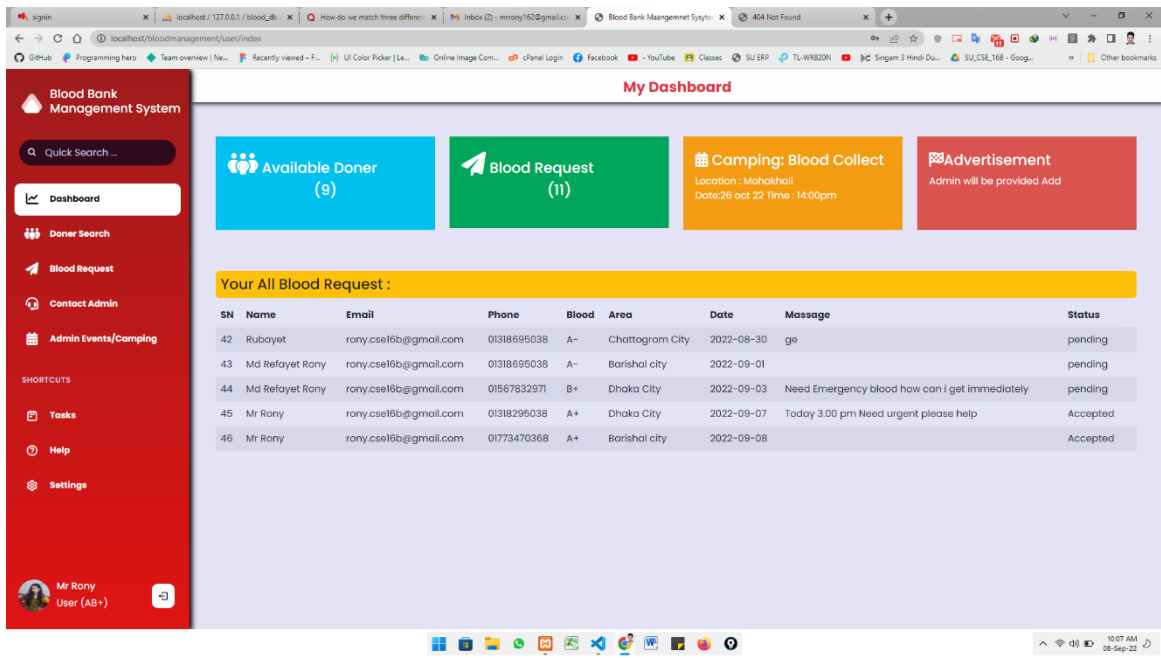 signin
localhost / 127.0.0.1 / blood_db /
How do we match three different
Inbox (2) - mrrony162@gmail.co
Blood Bank Maangemnet Sysytem
404 Not Found
localhost/bloodmanagement/user/index
GitHub
Programming hero
Team overview | Ne...
Recently viewed – F...
UI Color Picker | Le...
Online Image Com...
cPanel Login
Facebook
- YouTube
Classes
SU ERP
TL-WR820N
Singam 3 Hindi Du...
SU_CSE_16B - Goog...
Other bookmarks
Blood Bank
Management System
Quick Search ...
Dashboard
Doner Search
Blood Request
Contact Admin
Admin Events/Camping
SHORTCUTS
Tasks
Help
Settings
Mr Rony
User (AB+)
My Dashboard
Available Doner
(9)
Blood Request
(11)
Camping: Blood Collect
Location : Mohakhali
Date:26 oct 22 Time : 14:00pm
Advertisement
Admin will be provided Add
Your All Blood Request :
SN Name Email Phone Blood Area Date Massage Status
42 Rubayet rony.cse16b@gmail.com 01318695038 A- Chattogram City 2022-08-30 ge pending
43 Md Refayet Rony rony.cse16b@gmail.com 01318695038 A- Barishal city 2022-09-01 pending
44 Md Refayet Rony rony.cse16b@gmail.com 01567832971 B+ Dhaka City 2022-09-03 Need Emergency blood how can i get immediately pending
45 Mr Rony rony.cse16b@gmail.com 01318295038 A+ Dhaka City 2022-09-07 Today 3.00 pm Need urgent please help Accepted
46 Mr Rony rony.cse16b@gmail.com 01773470368 A+ Barishal city 2022-09-08 Accepted
10:07 AM
08-Sep-22